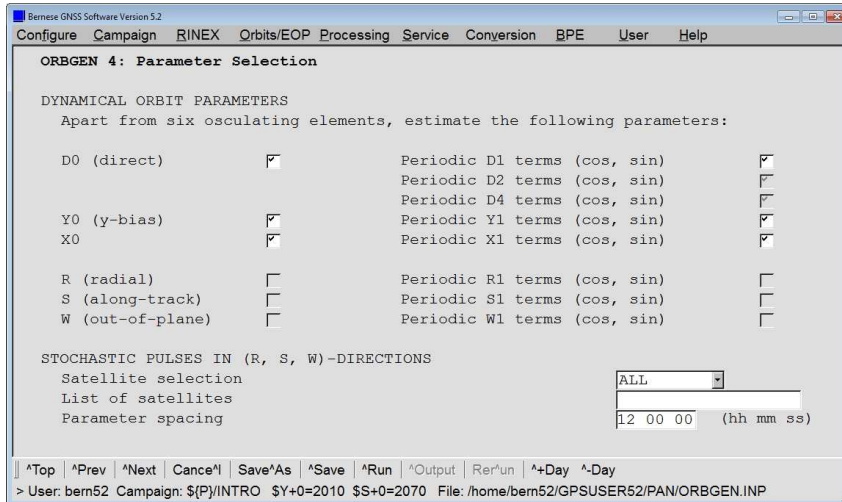 Bernese GNSS Software Version 5.2
Configure Campaign RINEX Orbits/EOP Processing Service Conversion BPE User Help
ORBGEN 4: Parameter Selection
DYNAMICAL ORBIT PARAMETERS
Apart from six osculating elements, estimate the following parameters:
D0 (direct) Periodic D1 terms (cos, sin)
Periodic D2 terms (cos, sin)
Periodic D4 terms (cos, sin)
Y0 (y-bias) Periodic Y1 terms (cos, sin)
X0 Periodic X1 terms (cos, sin)
R (radial) Periodic R1 terms (cos, sin)
S (along-track) Periodic S1 terms (cos, sin)
W (out-of-plane) Periodic W1 terms (cos, sin)
STOCHASTIC PULSES IN (R, S, W)-DIRECTIONS
Satellite selection ALL
List of satellites
Parameter spacing 12 00 00 (hh mm ss)
^Top | ^Prev | ^Next | Cance^l | Save^As | ^Save | ^Run | ^Output | Rer^un | ^+Day ^-Day
> User: bern52 Campaign: ${P}/INTRO $Y+0=2010 $S+0=2070 File: /home/bern52/GPSUSER52/PAN/ORBGEN.INP